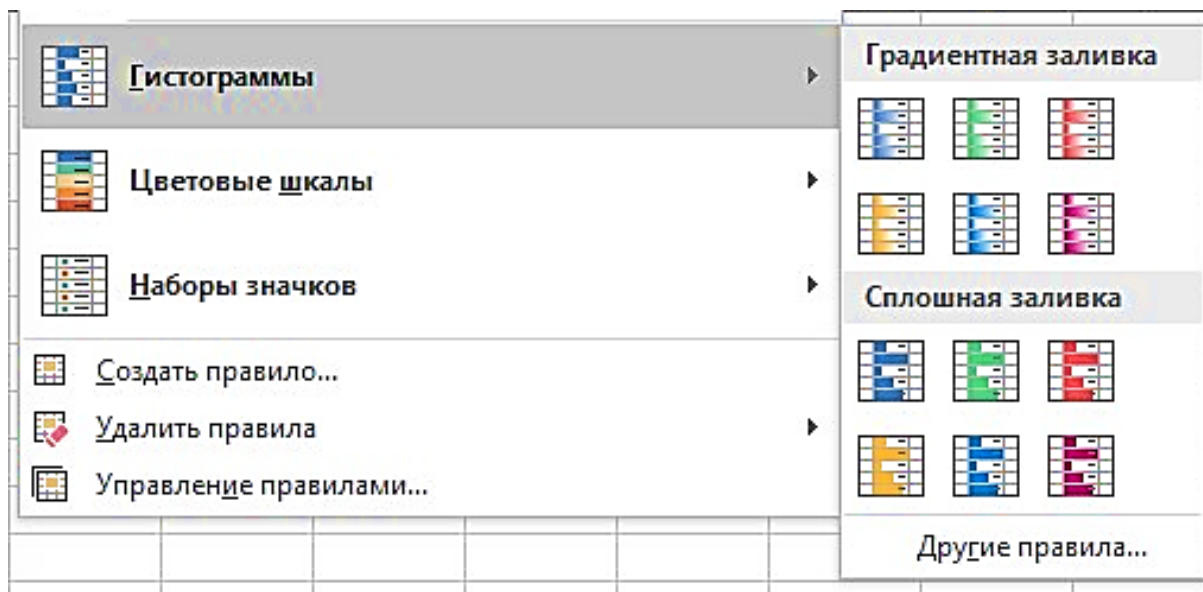 Гистограммы
Цветовые шкалы
Наборы значков
Создать правило...
Удалить правила
Управление правилами...
Градиентная заливка
Сплошная заливка
Другие правила...